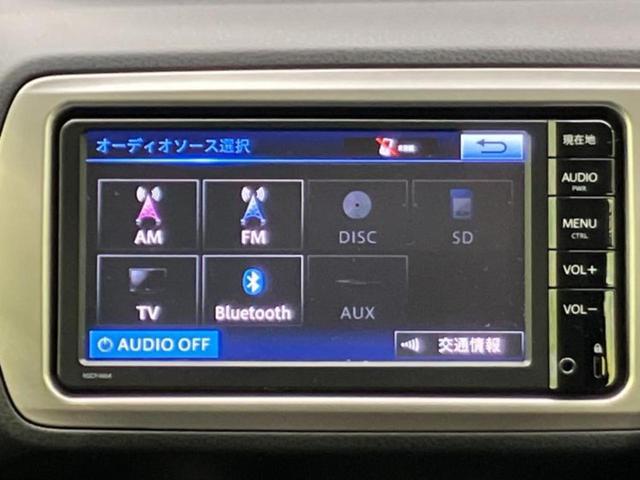 オーディオソース選択
現在地
AUDIO
PWR
AM
FM
DISC
SD
MENU
CTRL
VOL+
TV
Bluetooth
AUX
VOL−
AUDIO OFF
交通情報